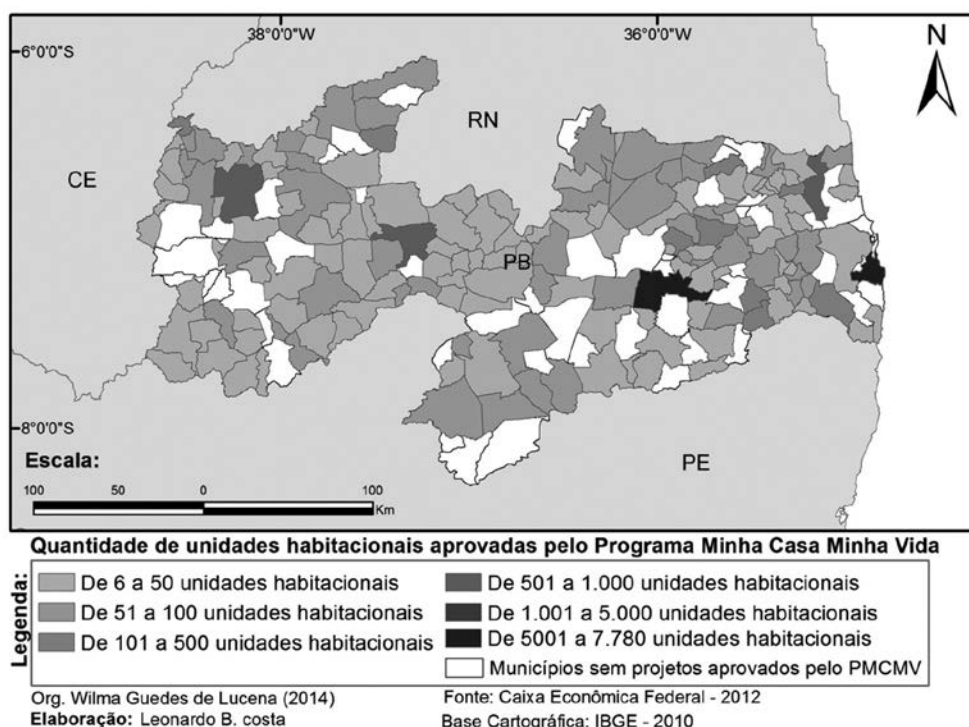 38°0'0"W
36°0'0"W
6°0'0"S
N
RN
CE
PB
8°0'0"S
PE
Escala:
100 50 0 100
Km
Quantidade de unidades habitacionais aprovadas pelo Programa Minha Casa Minha Vida
Legenda:
De 6 a 50 unidades habitacionais
De 51 a 100 unidades habitacionais
De 101 a 500 unidades habitacionais
De 501 a 1.000 unidades habitacionais
De 1.001 a 5.000 unidades habitacionais
De 5001 a 7.780 unidades habitacionais
Municípios sem projetos aprovados pelo PMCMV
Org. Wilma Guedes de Lucena (2014)
Elaboração: Leonardo B. costa
Fonte: Caixa Econômica Federal - 2012
Base Cartográfica: IBGE - 2010